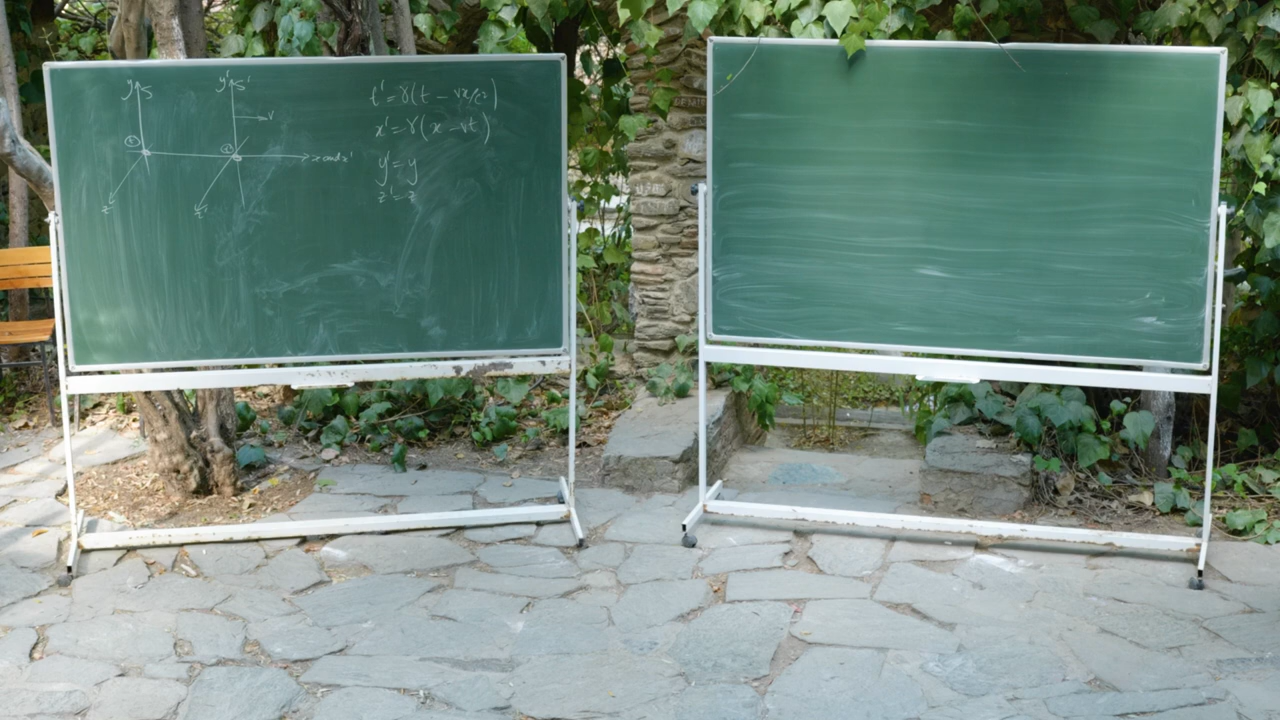 y S
y' S'
v
x and x'
z
z'
t' = γ(t - vx/c²)
x' = γ(x - vt)
y' = y
z' = z